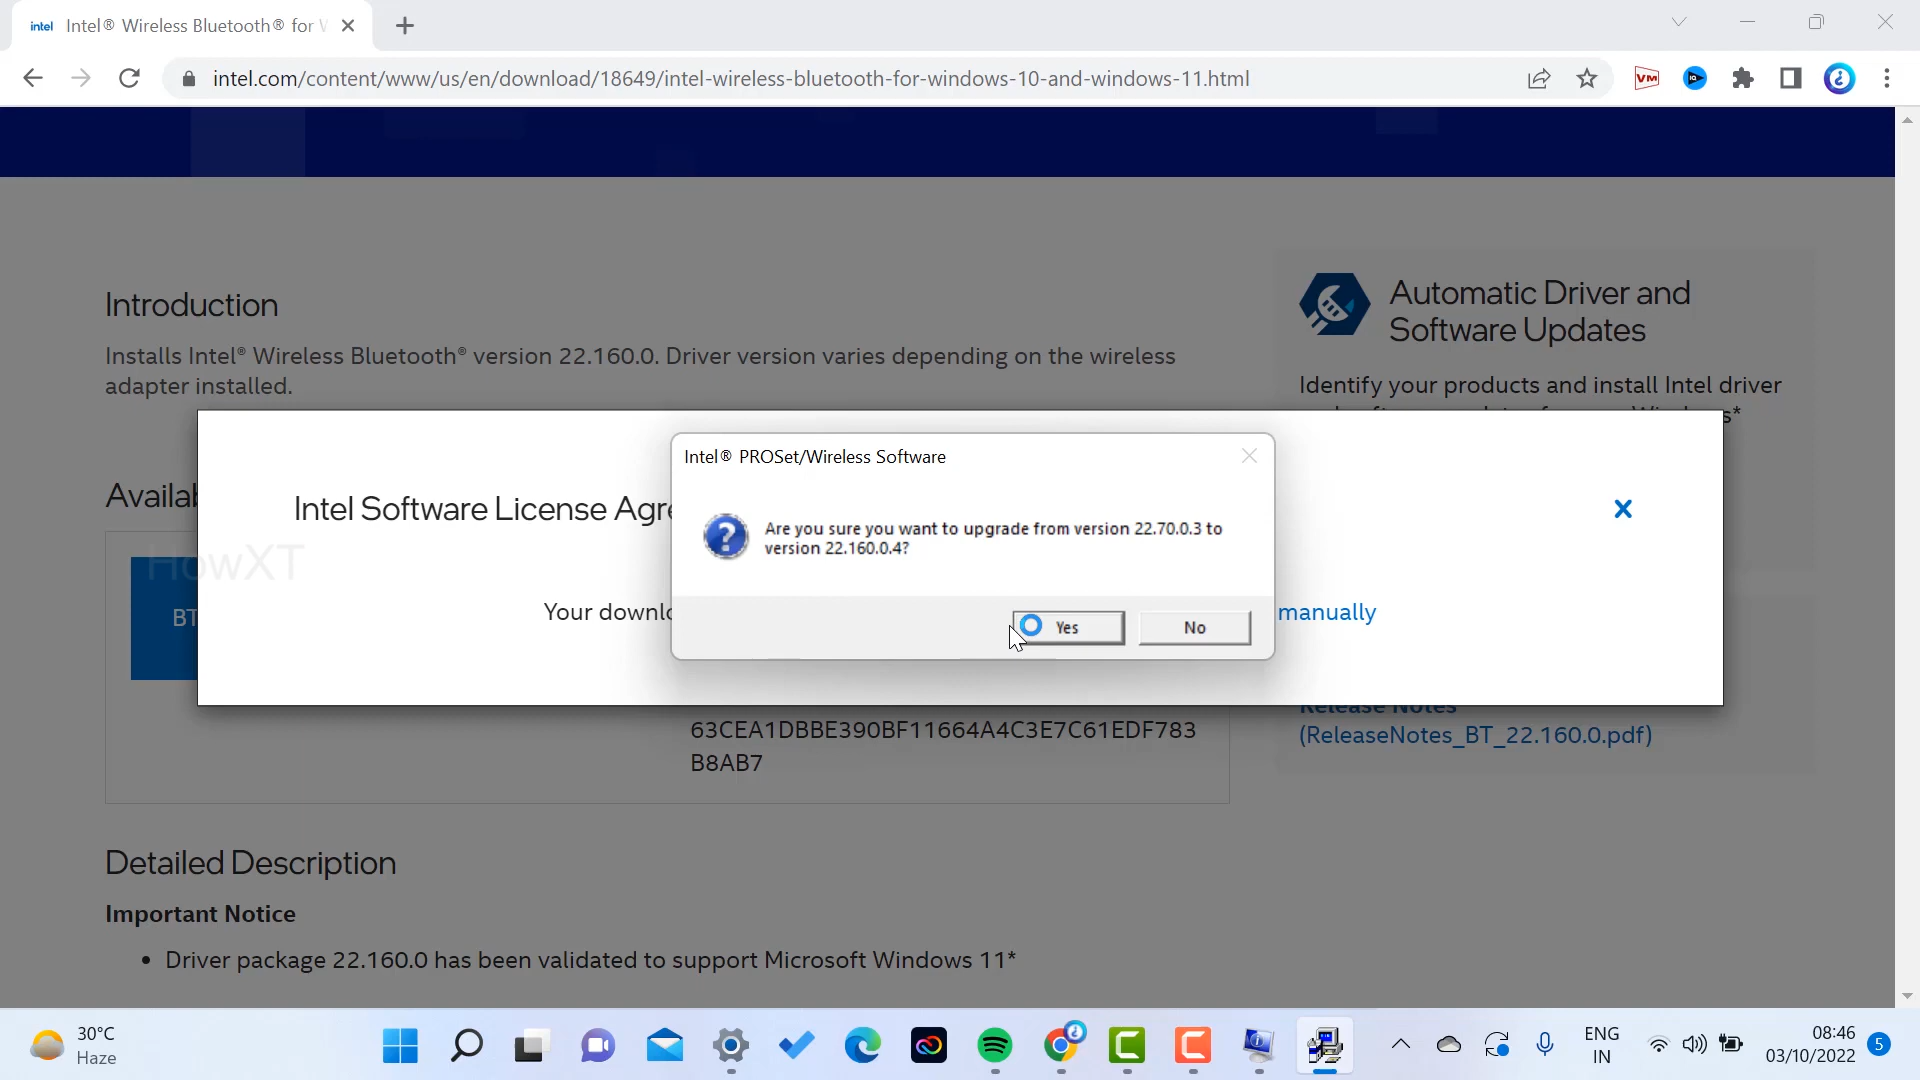 intel Intel® Wireless Bluetooth® for W
intel.com/content/www/us/en/download/18649/intel-wireless-bluetooth-for-windows-10-and-windows-11.html
VM
Introduction
Installs Intel® Wireless Bluetooth® version 22.160.0. Driver version varies depending on the wireless
adapter installed.
Automatic Driver and
Software Updates
Identify your products and install Intel driver
Availab
HowXT
BT
Intel Software License Agre
Your downlo
manually
Intel® PROSet/Wireless Software
Are you sure you want to upgrade from version 22.70.0.3 to
version 22.160.0.4?
Yes
No
63CEA1DBBE390BF11664A4C3E7C61EDF783
B8AB7
Release Notes
(ReleaseNotes_BT_22.160.0.pdf)
Detailed Description
Important Notice
• Driver package 22.160.0 has been validated to support Microsoft Windows 11*
30°C
Haze
ENG
IN
08:46
03/10/2022
5